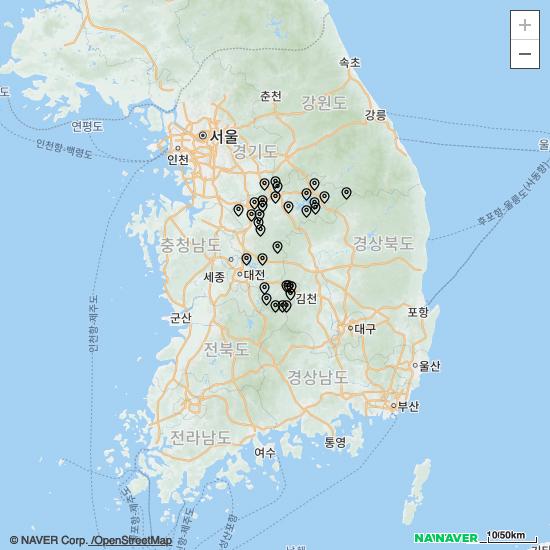 +
−
속초
춘천
강원도
강릉
연평도
서울
인천
경기도
인천항-백령도
울
후포항-울릉도(사동항)
충청남도
경상북도
세종
대전
김천
인천항-제주도
군산
포항
대구
전북도
울산
경상남도
부산
전라남도
통영
여수
© NAVER Corp. /OpenStreetMap
NAVER
10/50km